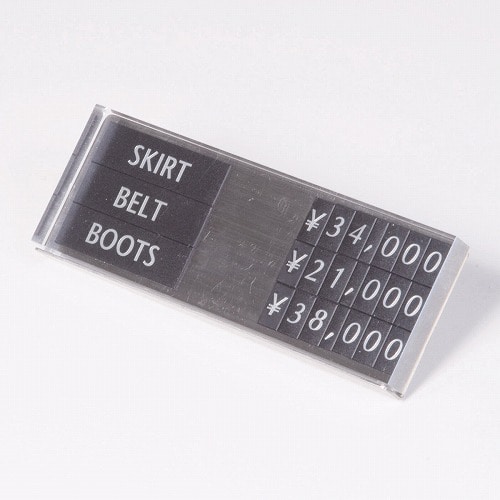 SKIRT ¥34,000
BELT ¥21,000
BOOTS ¥38,000